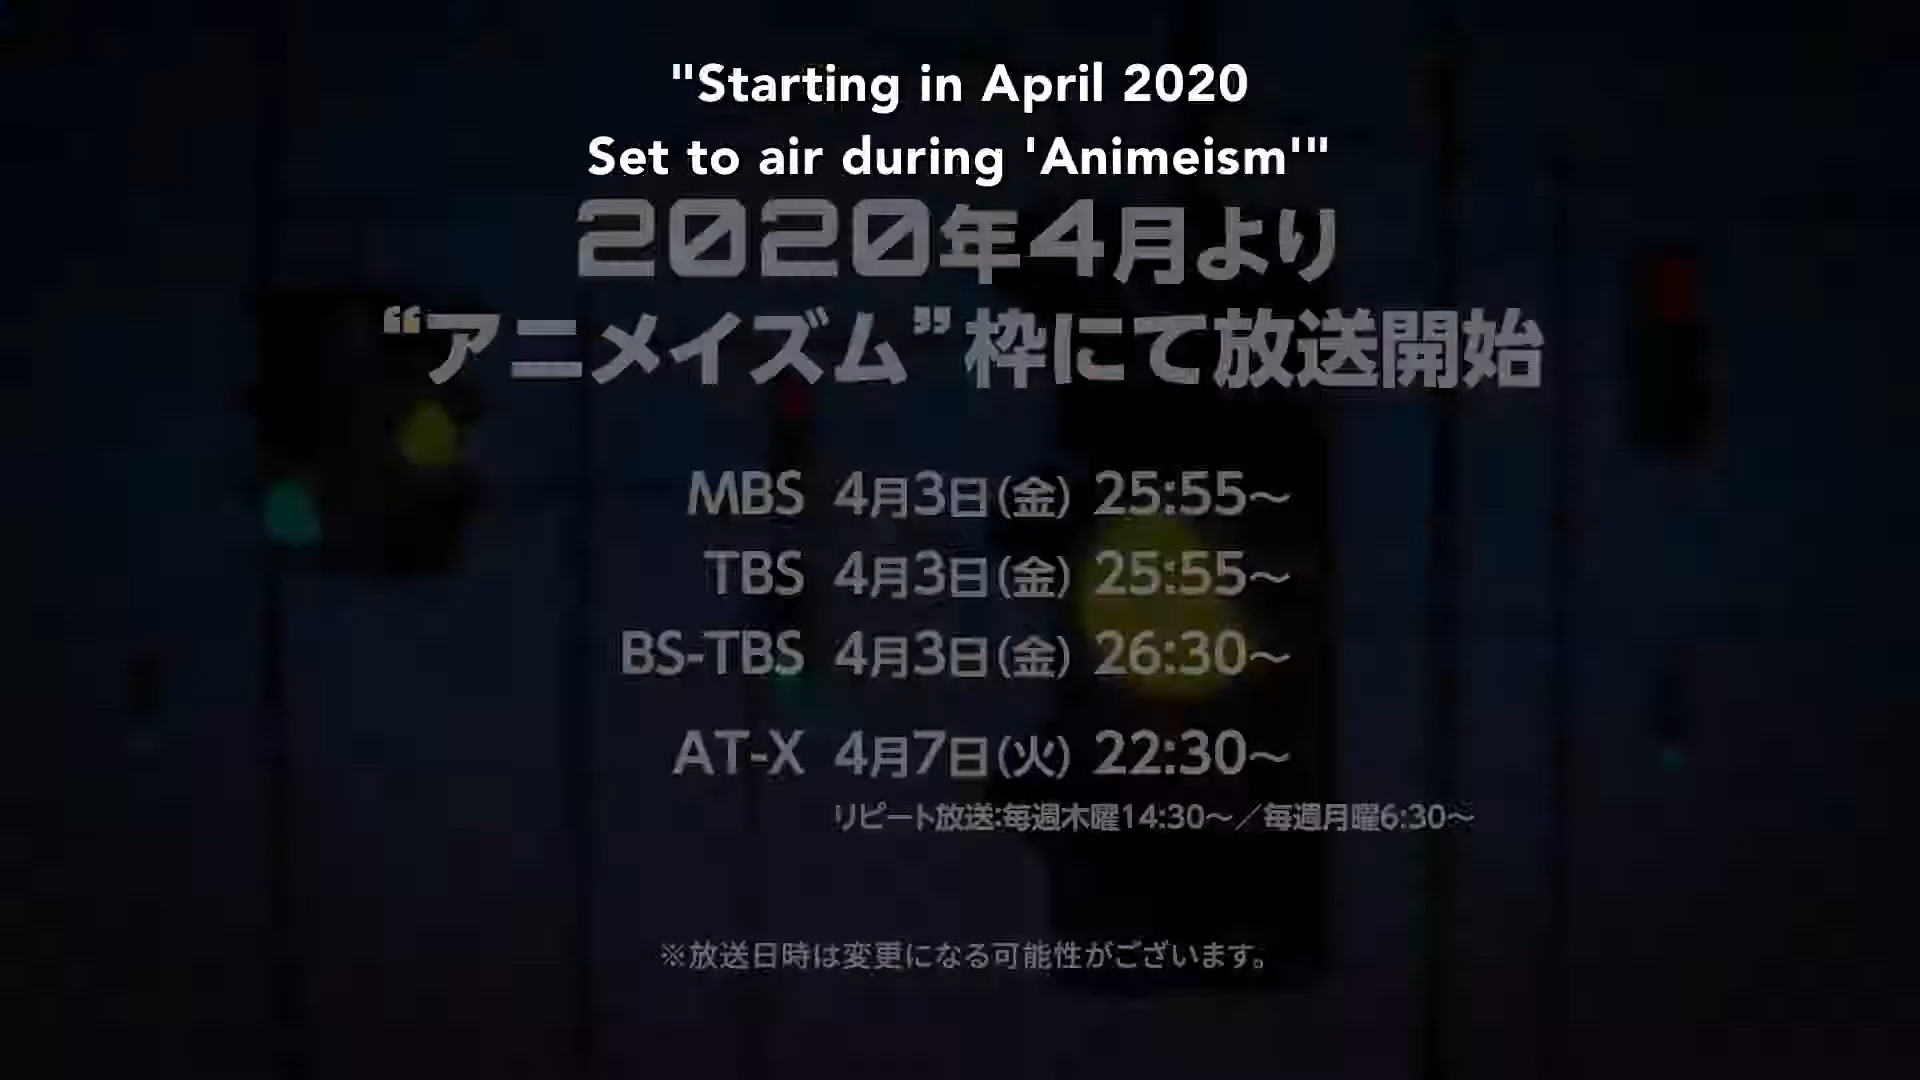 "Starting in April 2020
Set to air during 'Animeism'"
2020年4月より
“アニメイズム”枠にて放送開始
MBS 4月3日(金) 25:55～
TBS 4月3日(金) 25:55～
BS-TBS 4月3日(金) 26:30～
AT-X 4月7日(火) 22:30～
リピート放送:毎週木曜14:30～／毎週月曜6:30～
※放送日時は変更になる可能性がございます。